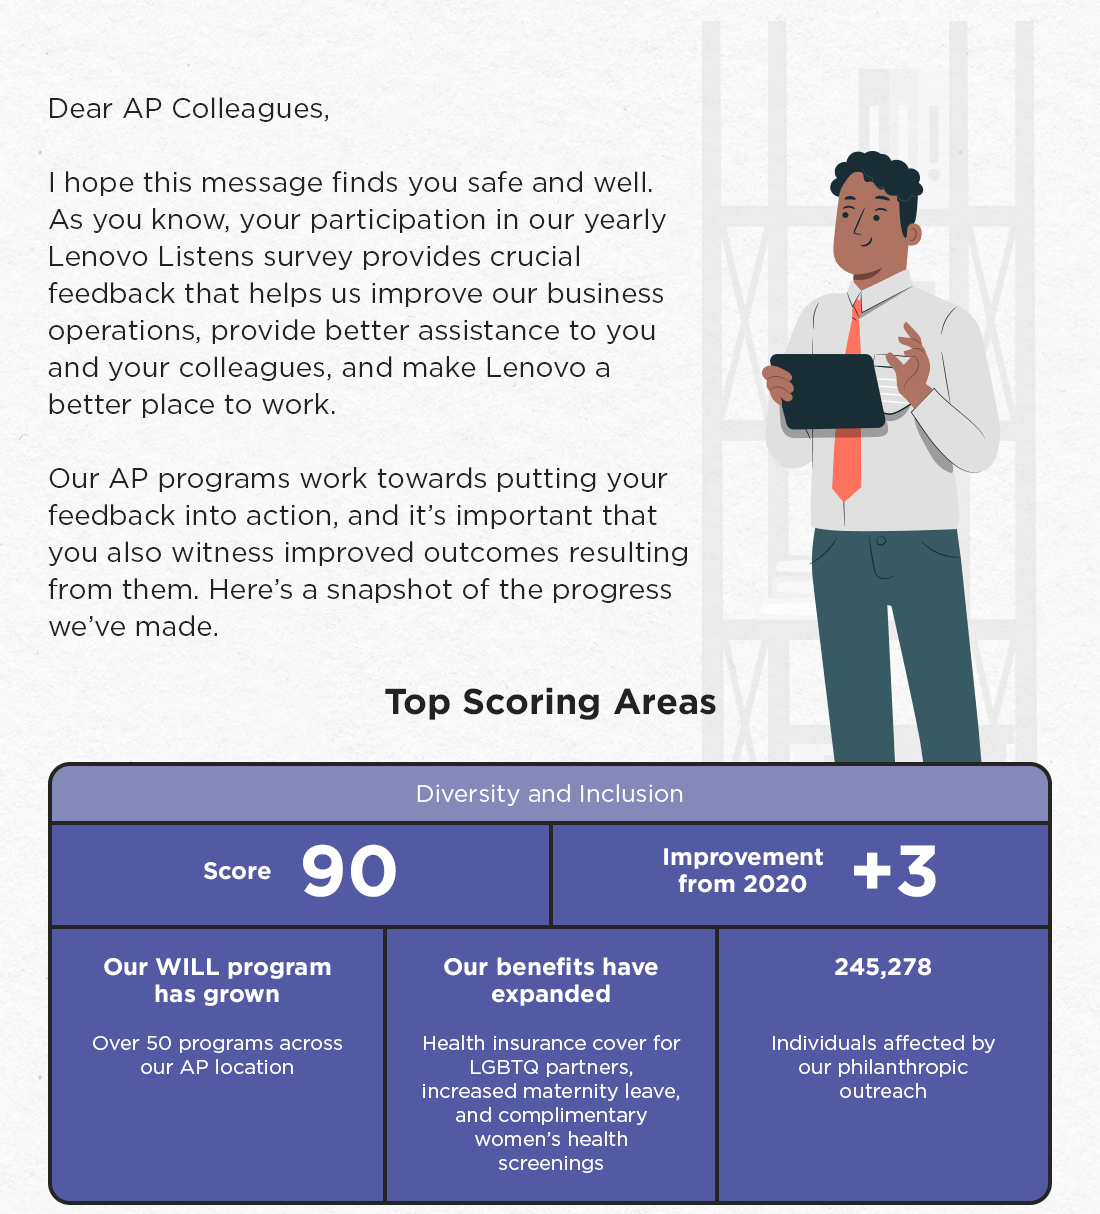 Dear AP Colleagues,
I hope this message finds you safe and well.
As you know, your participation in our yearly
Lenovo Listens survey provides crucial
feedback that helps us improve our business
operations, provide better assistance to you
and your colleagues, and make Lenovo a
better place to work.
Our AP programs work towards putting your
feedback into action, and it’s important that
you also witness improved outcomes resulting
from them. Here’s a snapshot of the progress
we’ve made.
Top Scoring Areas
Diversity and Inclusion
Score 90
Improvement
from 2020 +3
Our WILL program
has grown
Over 50 programs across
our AP location
Our benefits have
expanded
Health insurance cover for
LGBTQ partners,
increased maternity leave,
and complimentary
women’s health
screenings
245,278
Individuals affected by
our philanthropic
outreach